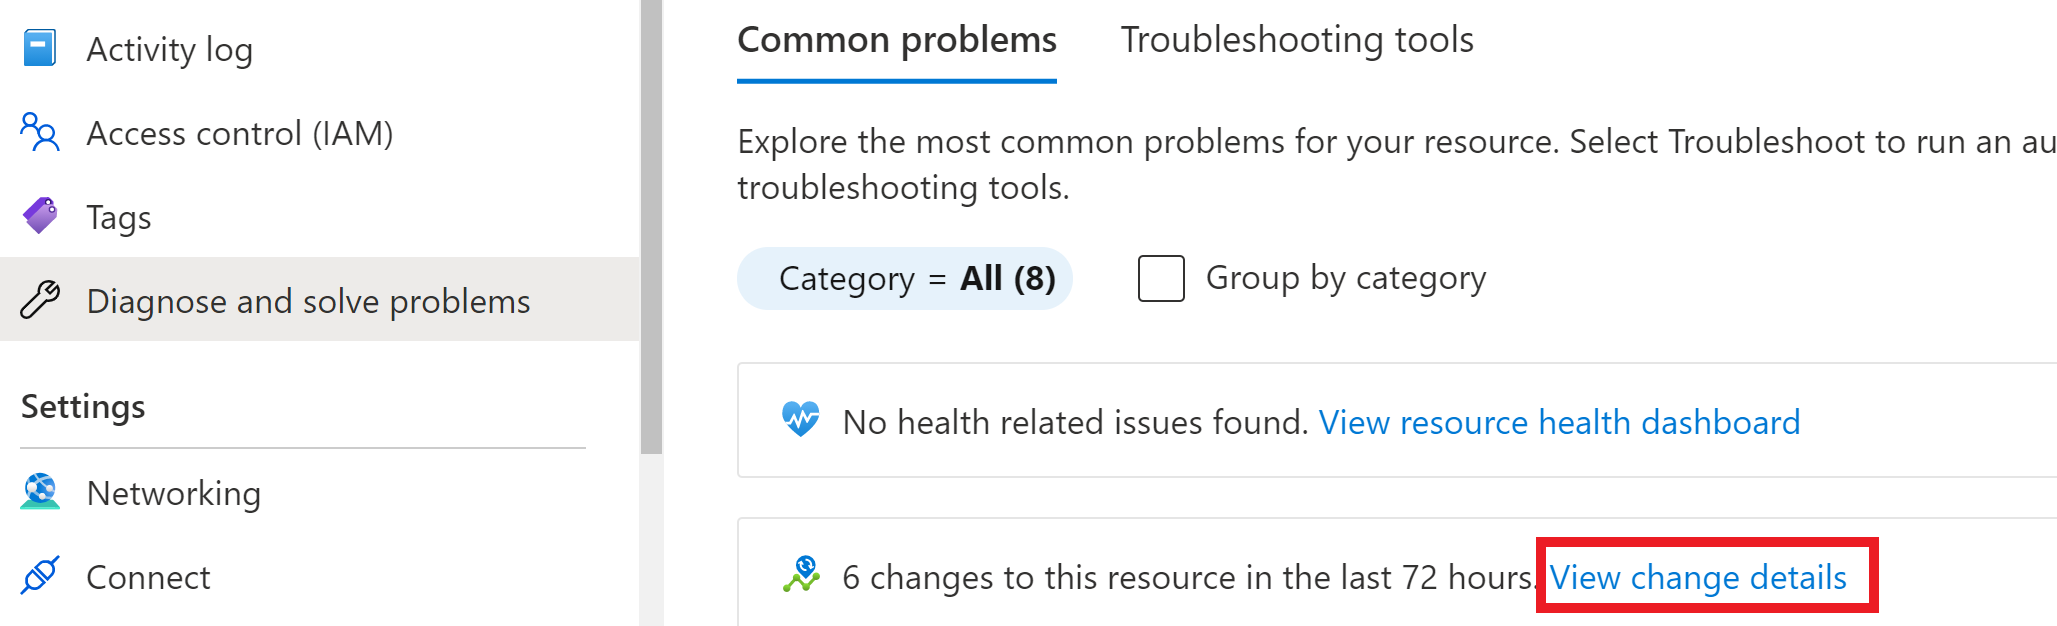 Activity log
Access control (IAM)
Tags
Diagnose and solve problems
Settings
Networking
Connect
Common problems
Troubleshooting tools
Explore the most common problems for your resource. Select Troubleshoot to run an au
troubleshooting tools.
Category = All (8)
Group by category
No health related issues found. View resource health dashboard
6 changes to this resource in the last 72 hours. View change details